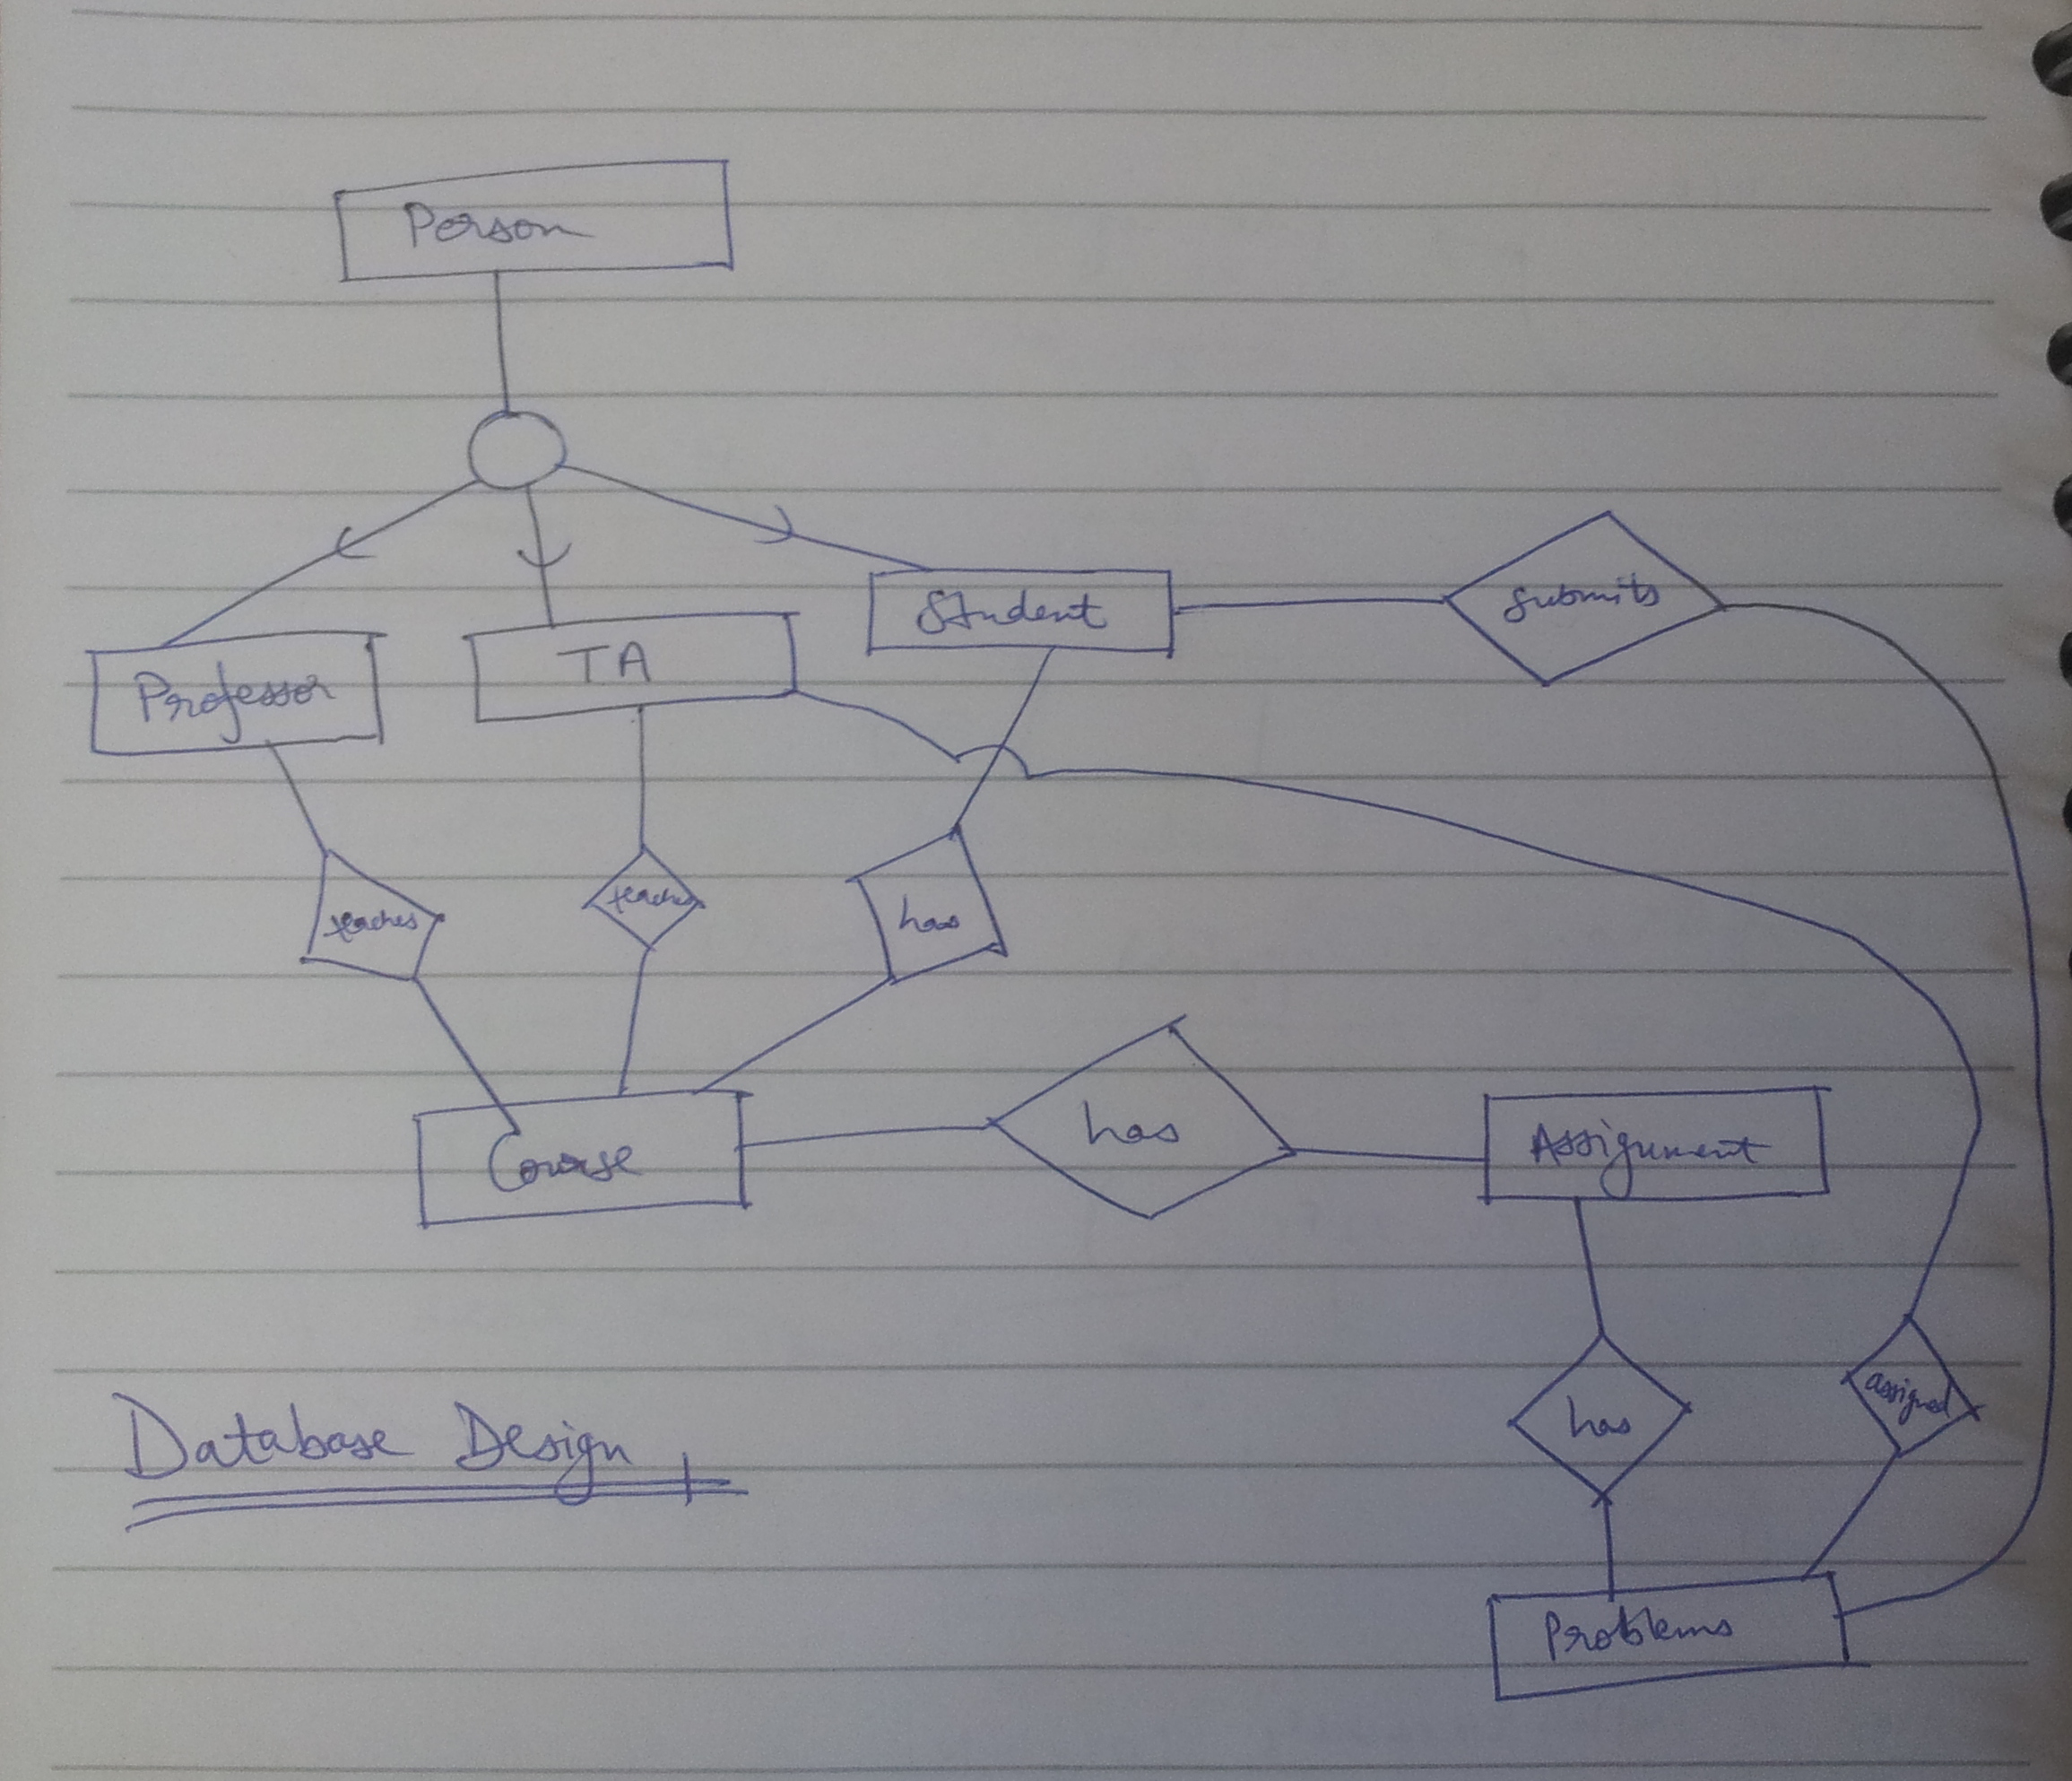 Person
Student
submits
TA
Professor
teaches
teaches
has
has
Course
Assignment
assigned
has
Database Design
Problems